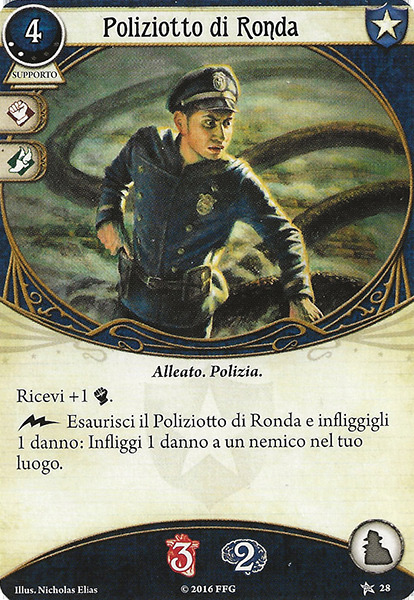 4
Poliziotto di Ronda
SUPPORTO
Alleato. Polizia.
Ricevi +1 .
Esaurisci il Poliziotto di Ronda e infliggigli
1 danno: Infliggi 1 danno a un nemico nel tuo
luogo.
3 2
Illus. Nicholas Elias © 2016 FFG 28